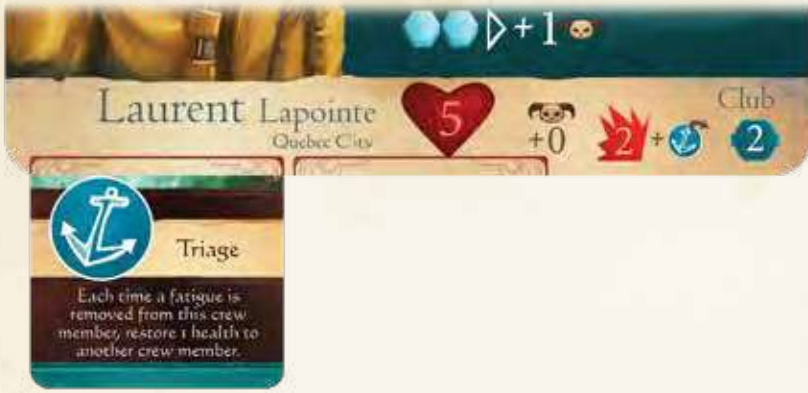 +1
Laurent Lapointe
Quebec City
5
+0
2+
Club
2
Triage
Each time a fatigue is
removed from this crew
member, restore 1 health to
another crew member.